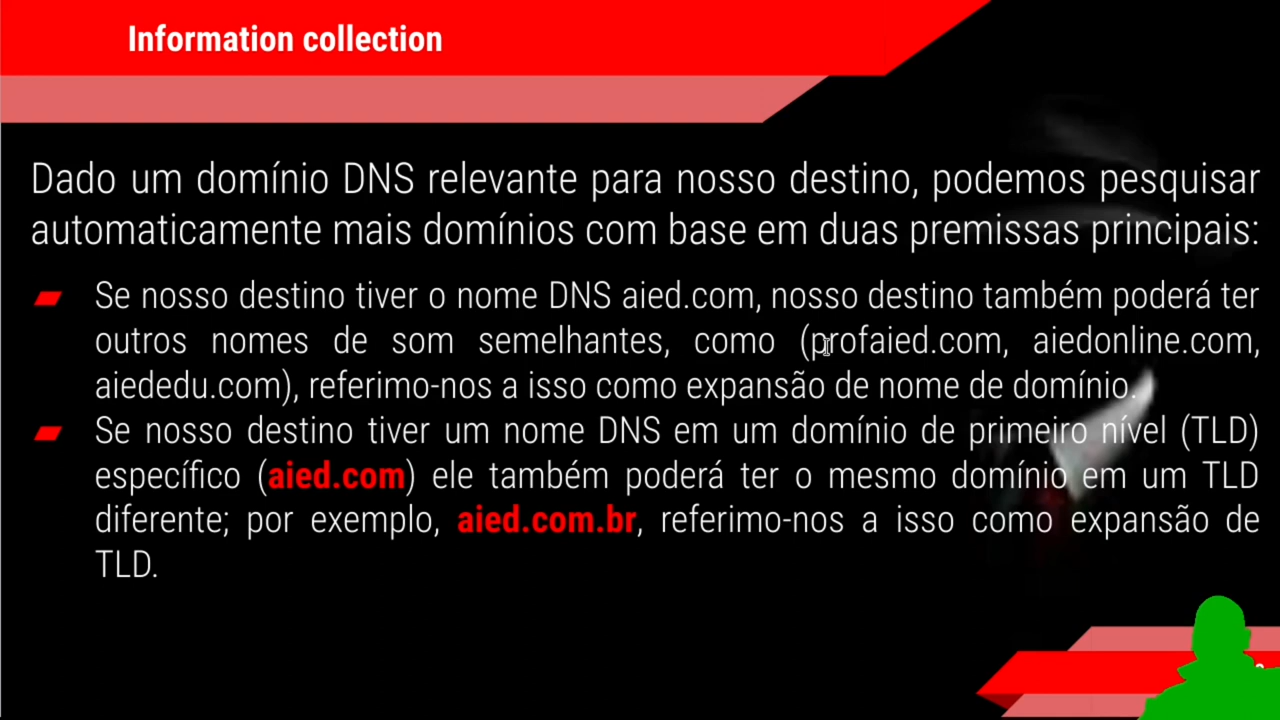 Information collection
Dado um domínio DNS relevante para nosso destino, podemos pesquisar
automaticamente mais domínios com base em duas premissas principais:
Se nosso destino tiver o nome DNS aied.com, nosso destino também poderá ter
outros nomes de som semelhantes, como (profaied.com, aiedonline.com,
aiededu.com), referimo-nos a isso como expansão de nome de domínio.
Se nosso destino tiver um nome DNS em um domínio de primeiro nível (TLD)
específico (aied.com) ele também poderá ter o mesmo domínio em um TLD
diferente; por exemplo, aied.com.br, referimo-nos a isso como expansão de
TLD.